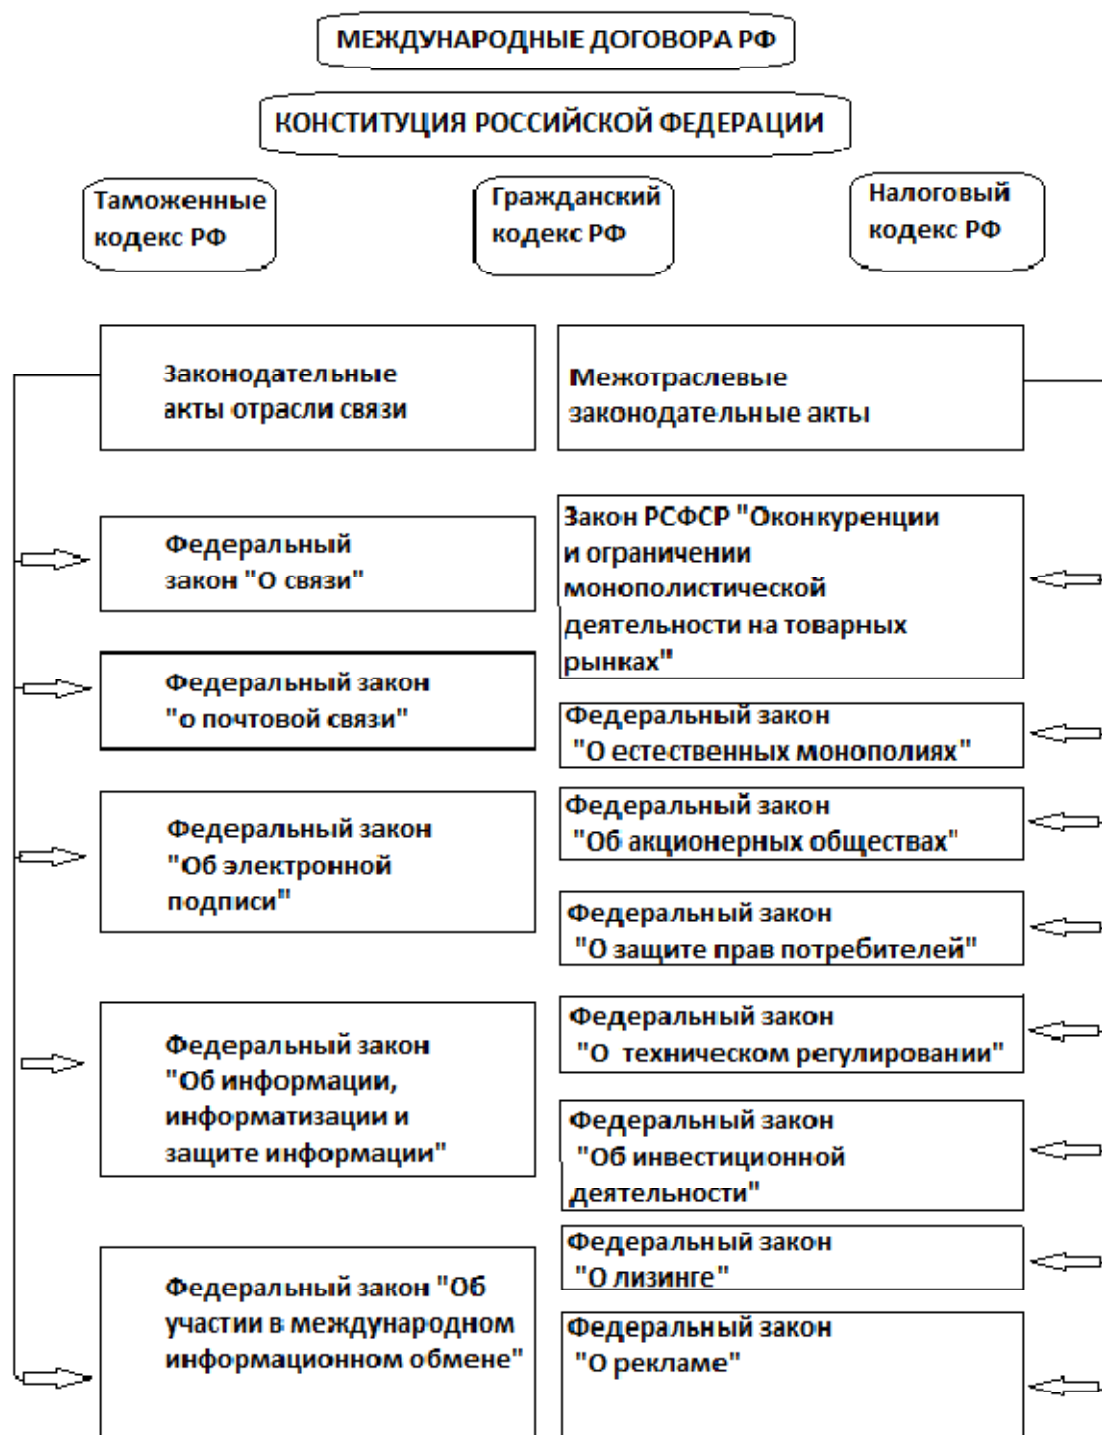 МЕЖДУНАРОДНЫЕ ДОГОВОРА РФ
КОНСТИТУЦИЯ РОССИЙСКОЙ ФЕДЕРАЦИИ
Таможенные
кодекс РФ
Гражданский
кодекс РФ
Налоговый
кодекс РФ
Законодательные
акты отрасли связи
Федеральный
закон "О связи"
Федеральный закон
"о почтовой связи"
Федеральный закон
"Об электронной
подписи"
Федеральный закон
"Об информации,
информатизации и
защите информации"
Федеральный закон "Об
участии в международном
информационном обмене"
Межотраслевые
законодательные акты
Закон РСФСР "Оконкуренции
и ограничении
монополистической
деятельности на товарных
рынках"
Федеральный закон
"О естественных монополиях"
Федеральный закон
"Об акционерных обществах"
Федеральный закон
"О защите прав потребителей"
Федеральный закон
"О техническом регулировании"
Федеральный закон
"Об инвестиционной
деятельности"
Федеральный закон
"О лизинге"
Федеральный закон
"О рекламе"